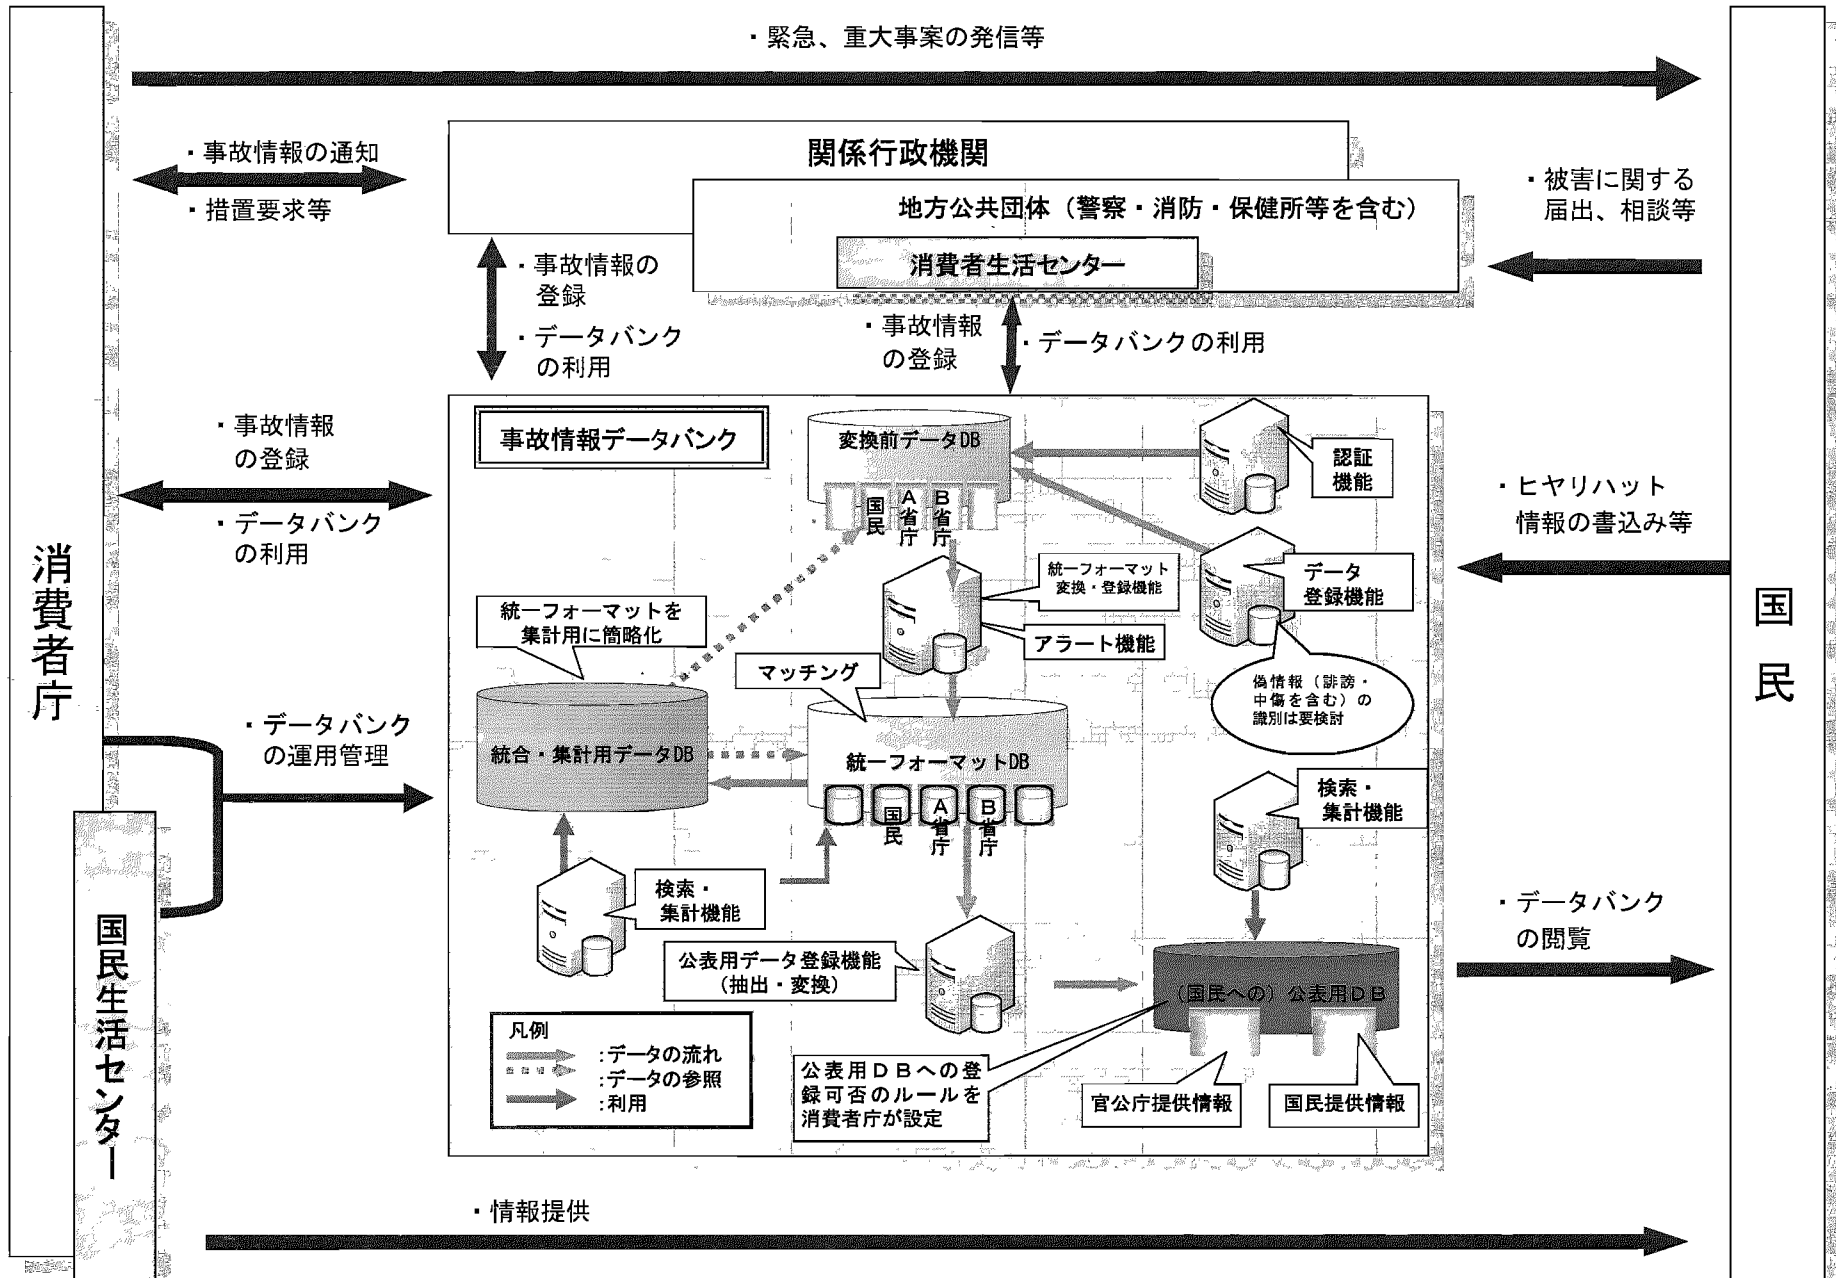 ・緊急、重大事案の発信等
・事故情報の通知
・措置要求等
関係行政機関
地方公共団体（警察・消防・保健所等を含む）
消費者生活センター
・被害に関する
届出、相談等
・事故情報の
登録
・データバンク
の利用
・事故情報
の登録
・データバンクの利用
消費者庁
国民
・事故情報
の登録
・データバンク
の利用
事故情報データバンク
変換前データDB
国民
A省庁
B省庁
認証
機能
・ヒヤリハット
情報の書込み等
統一フォーマット
変換・登録機能
アラート機能
データ
登録機能
偽情報（誹謗・
中傷を含む）の
識別は要検討
統一フォーマットを
集計用に簡略化
マッチング
・データバンク
の運用管理
統合・集計用データDB
統一フォーマットDB
国民
A省庁
B省庁
検索・
集計機能
検索・
集計機能
国民生活センター
公表用データ登録機能
（抽出・変換）
（国民への）公表用DB
・データバンク
の閲覧
凡例
：データの流れ
：データの参照
：利用
公表用DBへの登
録可否のルールを
消費者庁が設定
官公庁提供情報
国民提供情報
・情報提供